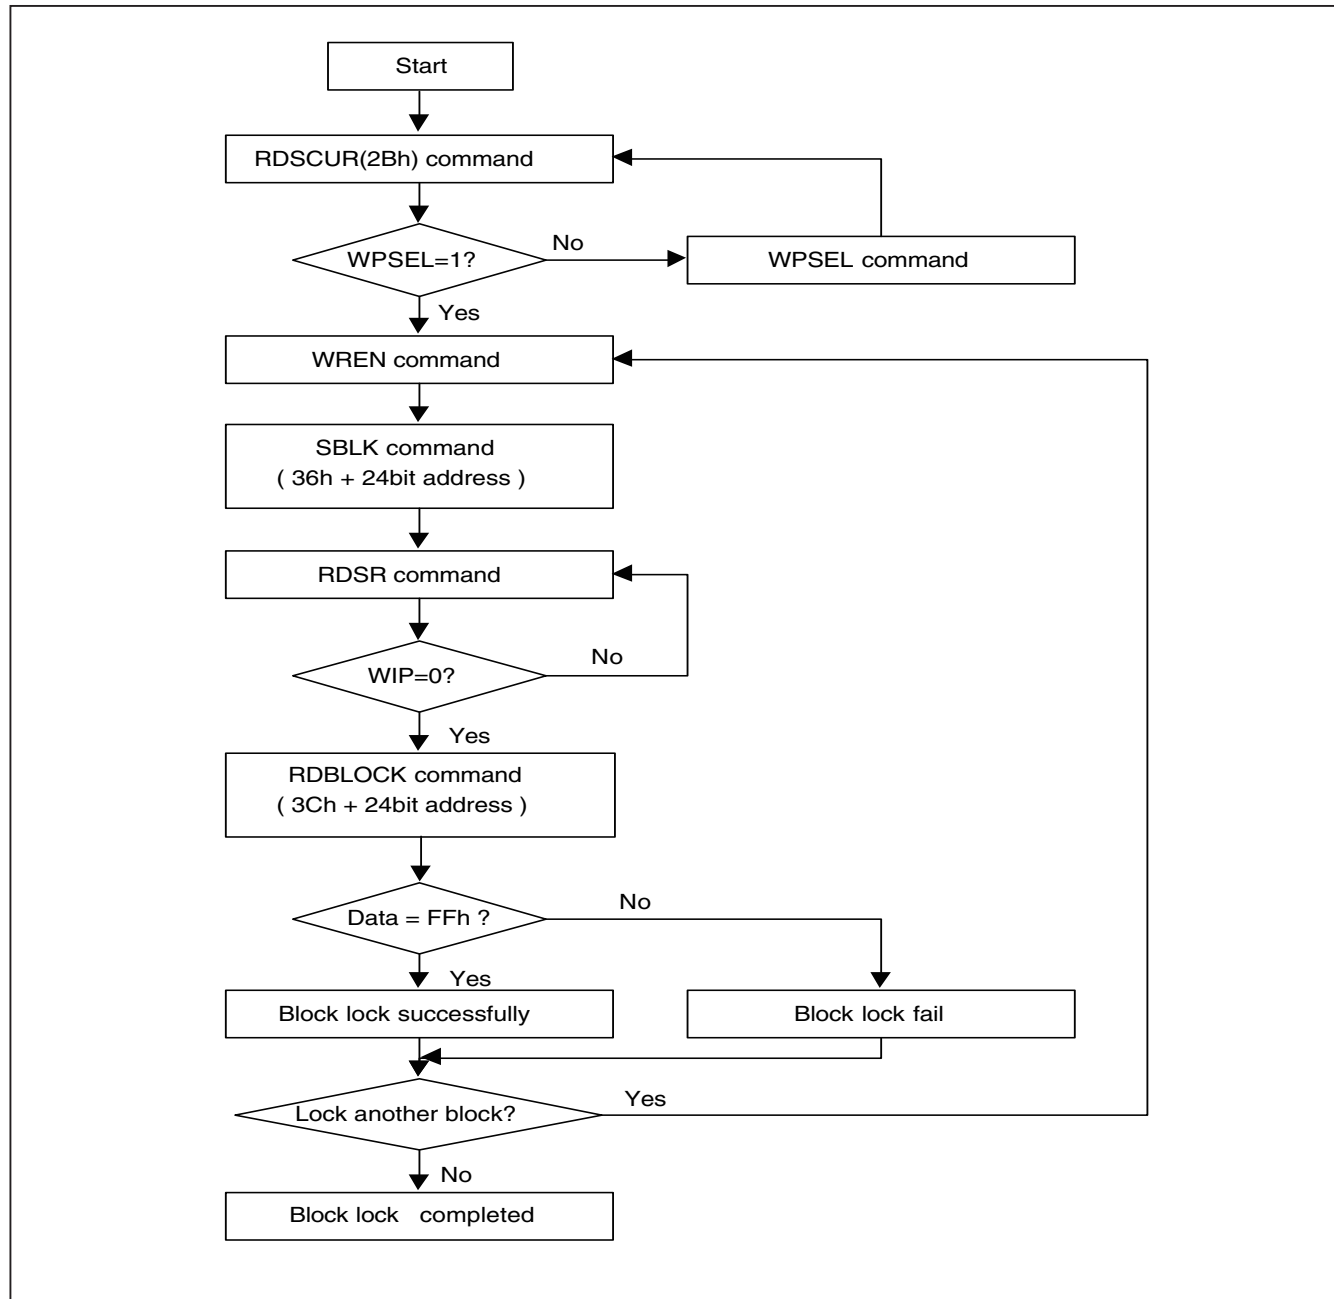 Start
RDSCUR(2Bh) command
WPSEL=1?
No
WPSEL command
Yes
WREN command
SBLK command
( 36h + 24bit address )
RDSR command
WIP=0?
No
Yes
RDBLOCK command
( 3Ch + 24bit address )
Data = FFh ?
No
Yes
Block lock successfully
Block lock fail
Lock another block?
Yes
No
Block lock completed